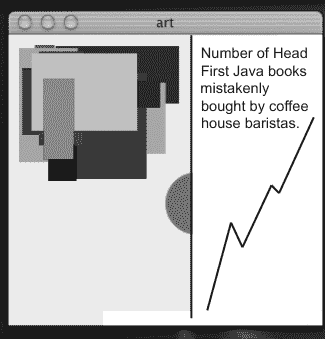 art
Number of Head
First Java books
mistakenly
bought by coffee
house baristas.